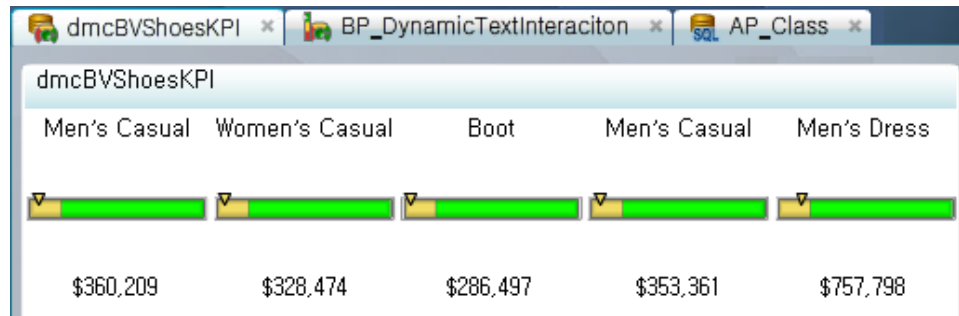 dmcBVShoesKPI BP_DynamicTextInteraciton SQL AP_Class
dmcBVShoesKPI
Men's Casual Women's Casual Boot Men's Casual Men's Dress
$360,209 $328,474 $286,497 $353,361 $757,798